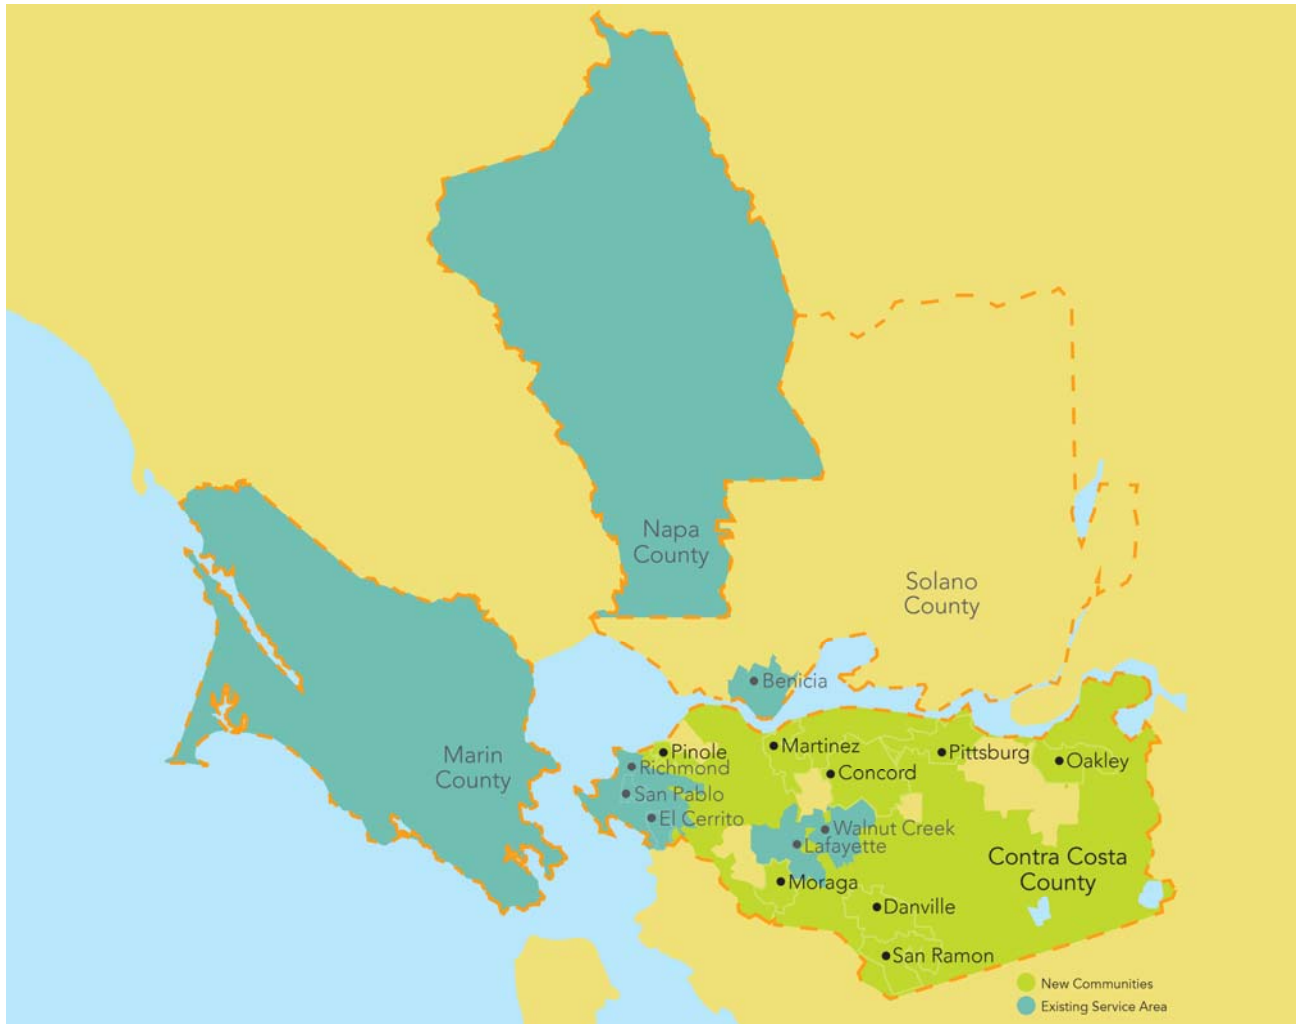 Napa
County
Solano
County
Benicia
Marin
County
Pinole
Martinez
Pittsburg
Richmond
Concord
Oakley
San Pablo
El Cerrito
Walnut Creek
Lafayette
Contra Costa
County
Moraga
Danville
San Ramon
New Communities
Existing Service Area